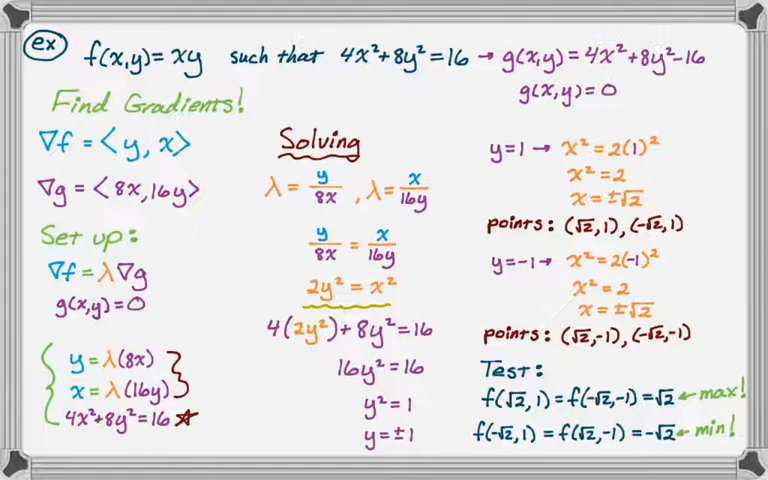 ex f(x,y)=xy such that 4x²+8y²=16 → g(x,y)=4x²+8y²-16
g(x,y)=0
Find Gradients!
∇f = <y, x>
∇g = <8x, 16y>
Set up:
∇f = λ∇g
g(x,y)=0
y=λ(8x)
x=λ(16y)
4x²+8y²=16 ☆
Solving
λ = y/8x , λ = x/16y
y/8x = x/16y
2y² = x²
4(2y²)+8y²=16
16y²=16
y²=1
y=±1
y=1 → x²=2(1)²
x²=2
x=±√2
points: (√2,1), (-√2,1)
y=-1 → x²=2(-1)²
x²=2
x=±√2
points: (√2,-1), (-√2,-1)
Test:
f(√2,1)=f(-√2,-1)=√2 ← max!
f(-√2,1)=f(√2,-1)=-√2 ← min!